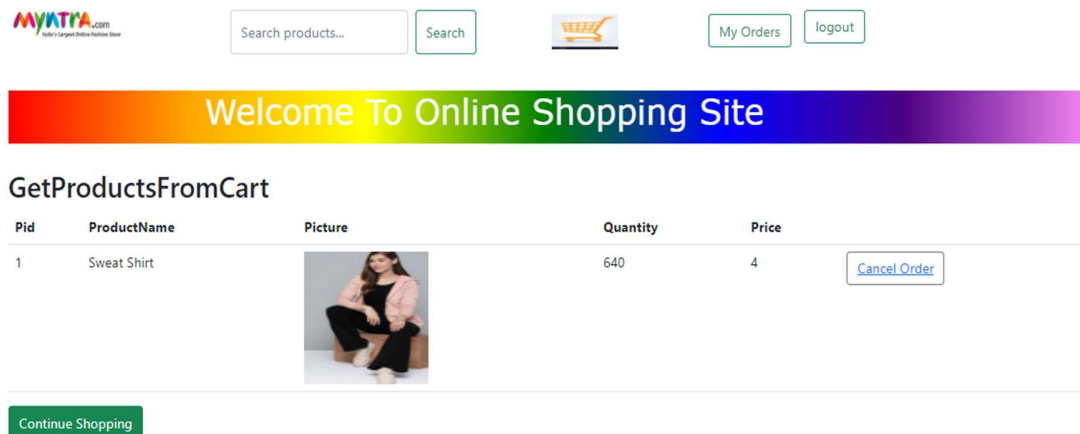 MYNTRA.com
India's Largest Online Fashion Store
Search products...
Search
My Orders
logout
Welcome To Online Shopping Site
GetProductsFromCart
Pid ProductName Picture Quantity Price
1 Sweat Shirt 640 4 Cancel Order
Continue Shopping